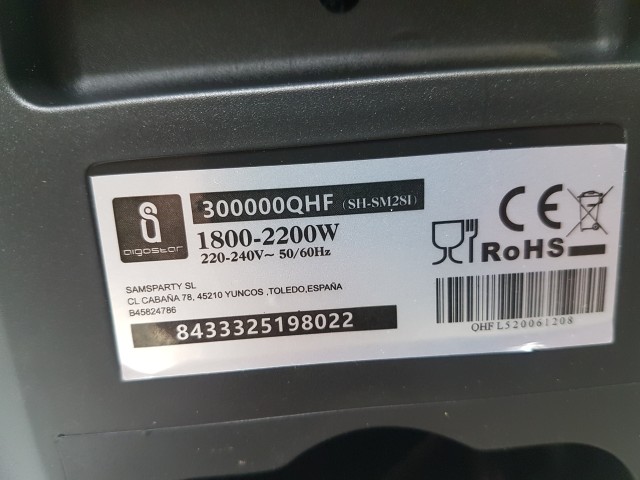 aigostar
300000QHF (SH-SM28I)
1800-2200W
220-240V~ 50/60Hz
SAMSPARTY SL
CL CABAÑA 78, 45210 YUNCOS ,TOLEDO,ESPAÑA
B45824786
8433325198022
CE
RoHS
QHFL520061208